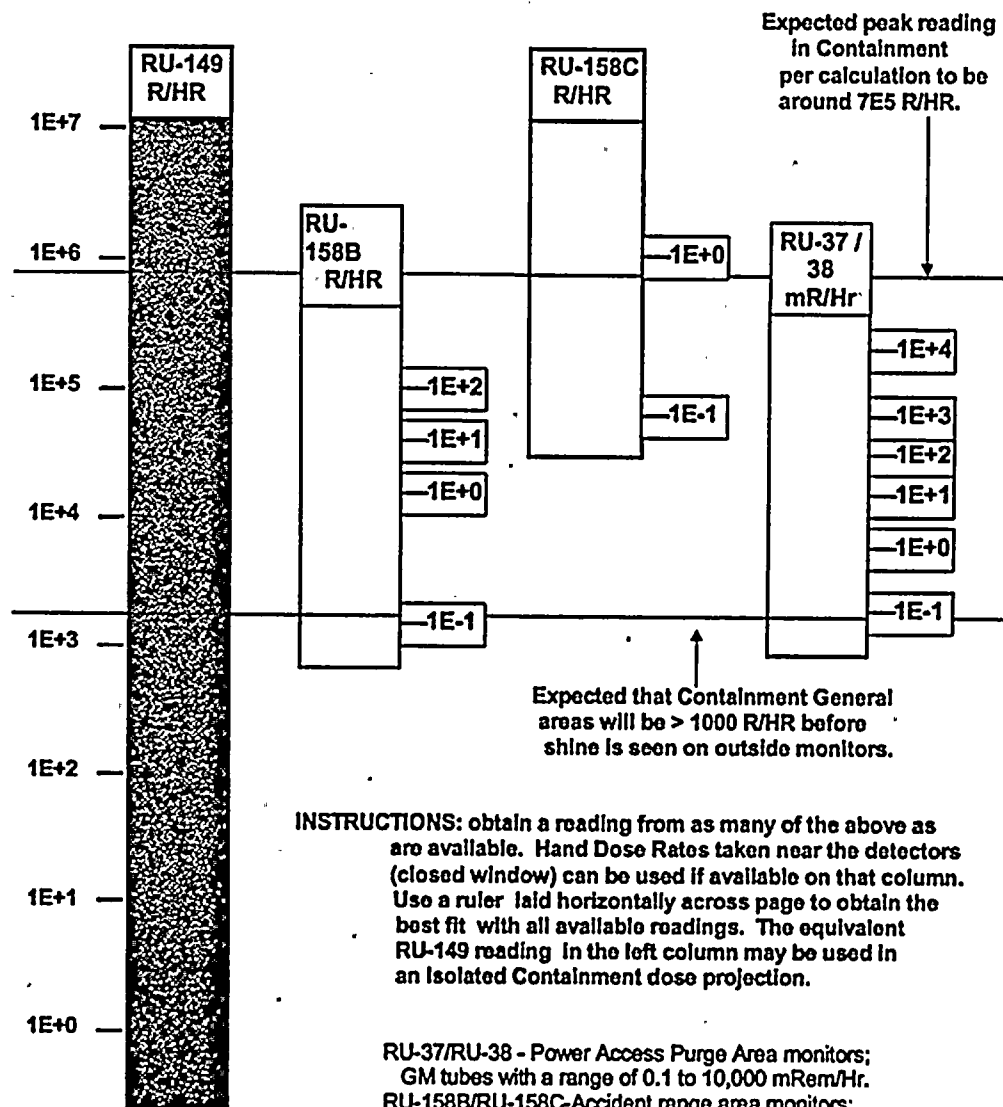 Expected peak reading
in Containment
per calculation to be
around 7E5 R/HR.
RU-149
R/HR
RU-158C
R/HR
1E+7
RU-
158B
R/HR
1E+6
1E+0
RU-37 /
38
mR/Hr
1E+4
1E+5
1E+2
1E-1
1E+3
1E+1
1E+2
1E+0
1E+1
1E+4
1E+0
1E-1
1E-1
1E+3
Expected that Containment General
areas will be > 1000 R/HR before
shine is seen on outside monitors.
1E+2
INSTRUCTIONS: obtain a reading from as many of the above as
are available. Hand Dose Rates taken near the detectors
(closed window) can be used if available on that column.
Use a ruler laid horizontally across page to obtain the
best fit with all available readings. The equivalent
RU-149 reading in the left column may be used in
an Isolated Containment dose projection.
1E+1
1E+0
RU-37/RU-38 - Power Access Purge Area monitors;
GM tubes with a range of 0.1 to 10,000 mRem/Hr.
RU-158B/RU-158C-Accident range area monitors;